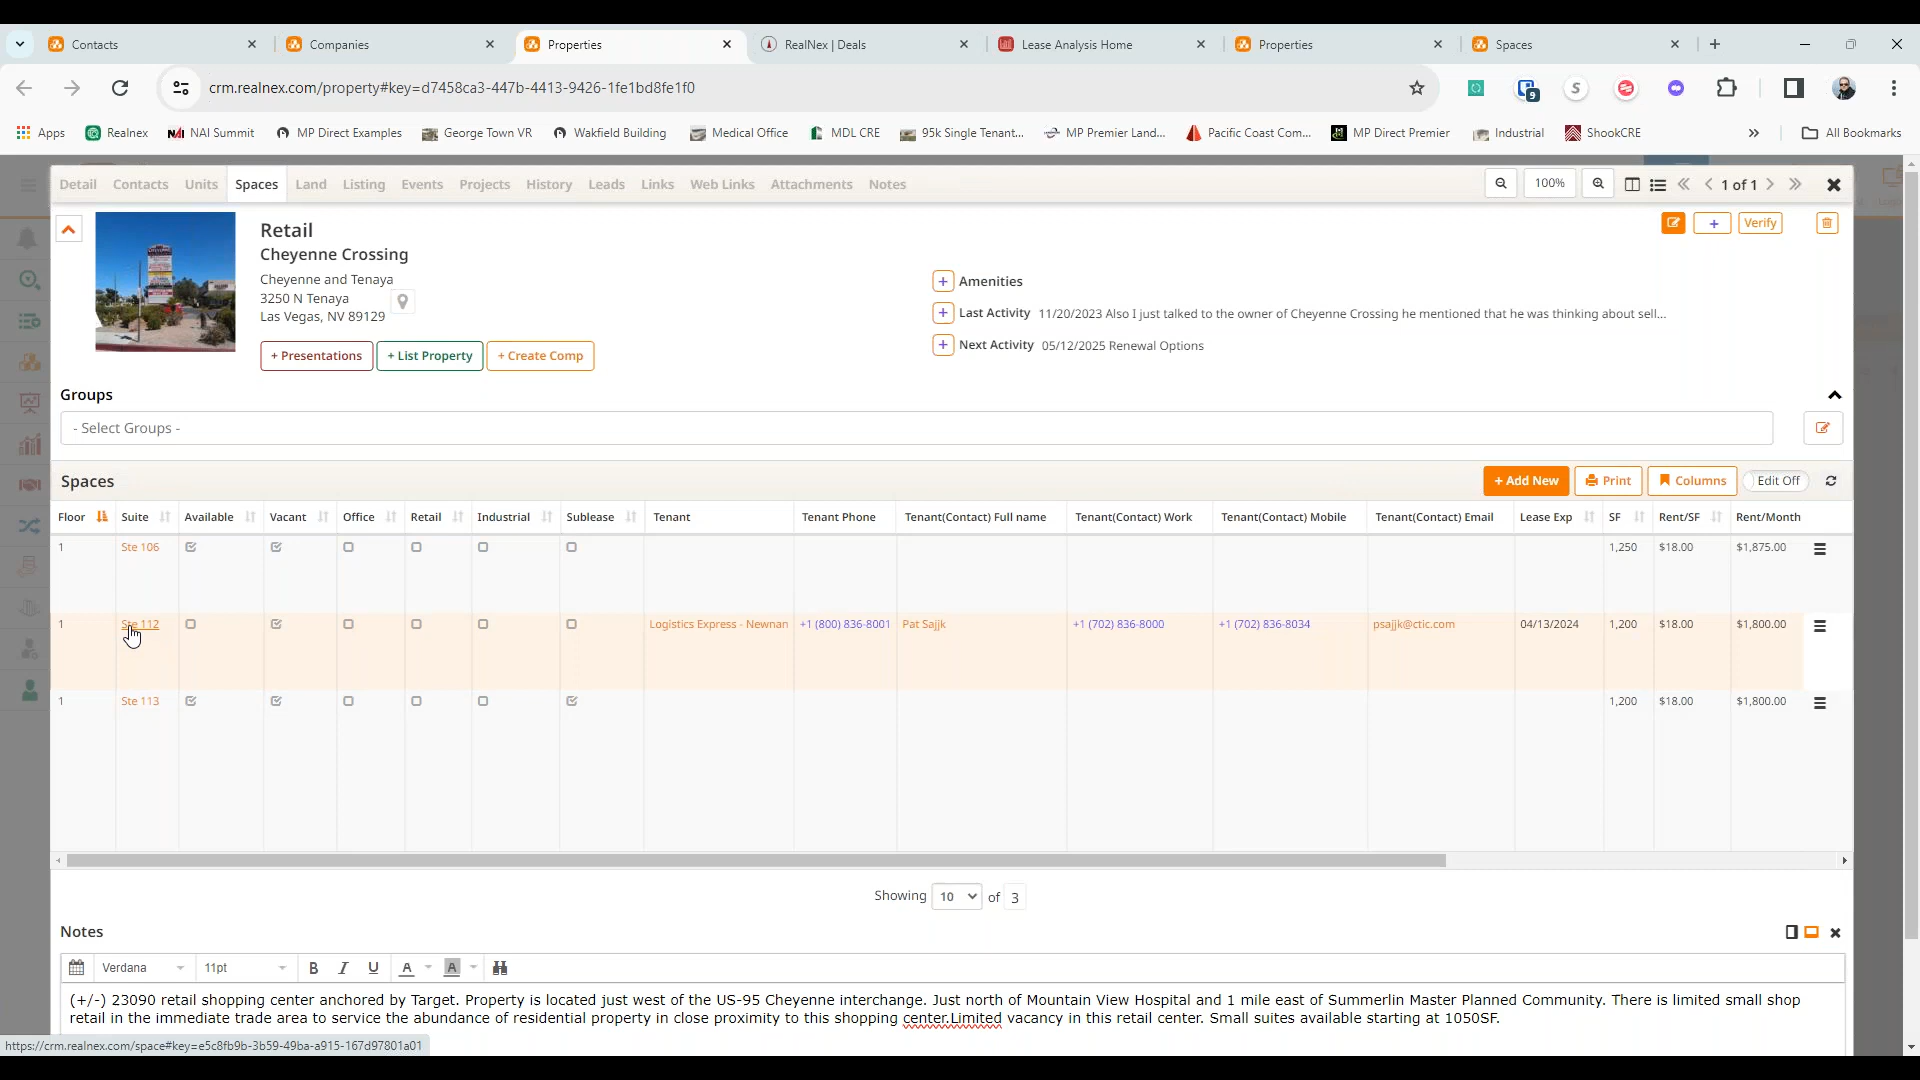 Contacts
Companies
Properties
RealNex | Deals
Lease Analysis Home
Properties
Spaces
crm.realnex.com/property#key=d7458ca3-447b-4413-9426-1fe1bd8fe1f0
9
S
Apps
Realnex
NAI Summit
MP Direct Examples
George Town VR
Wakfield Building
Medical Office
MDL CRE
95k Single Tenant...
MP Premier Land...
Pacific Coast Com...
MP Direct Premier
Industrial
ShookCRE
All Bookmarks
Detail
Contacts
Units
Spaces
Land
Listing
Events
Projects
History
Leads
Links
Web Links
Attachments
Notes
100%
1 of 1
Retail
Cheyenne Crossing
Cheyenne and Tenaya
3250 N Tenaya
Las Vegas, NV 89129
+ Presentations
+ List Property
+ Create Comp
+
Verify
+ Amenities
+ Last Activity 11/20/2023 Also I just talked to the owner of Cheyenne Crossing he mentioned that he was thinking about sell...
+ Next Activity 05/12/2025 Renewal Options
Groups
- Select Groups -
Spaces
+ Add New
Print
Columns
Edit Off
Floor Suite Available Vacant Office Retail Industrial Sublease Tenant Tenant Phone Tenant(Contact) Full name Tenant(Contact) Work Tenant(Contact) Mobile Tenant(Contact) Email Lease Exp SF Rent/SF Rent/Month
1 Ste 106 1,250 $18.00 $1,875.00
1 Ste 112 Logistics Express - Newnan +1 (800) 836-8001 Pat Sajjk +1 (702) 836-8000 +1 (702) 836-8034 psajjk@ctic.com 04/13/2024 1,200 $18.00 $1,800.00
1 Ste 113 1,200 $18.00 $1,800.00
Showing 10 of 3
Notes
Verdana
11pt
B I U A A
(+/-) 23090 retail shopping center anchored by Target. Property is located just west of the US-95 Cheyenne interchange. Just north of Mountain View Hospital and 1 mile east of Summerlin Master Planned Community. There is limited small shop
retail in the immediate trade area to service the abundance of residential property in close proximity to this shopping center.Limited vacancy in this retail center. Small suites available starting at 1050SF.
https://crm.realnex.com/space#key=e5c8fb9b-3b59-49ba-a915-167d97801a01